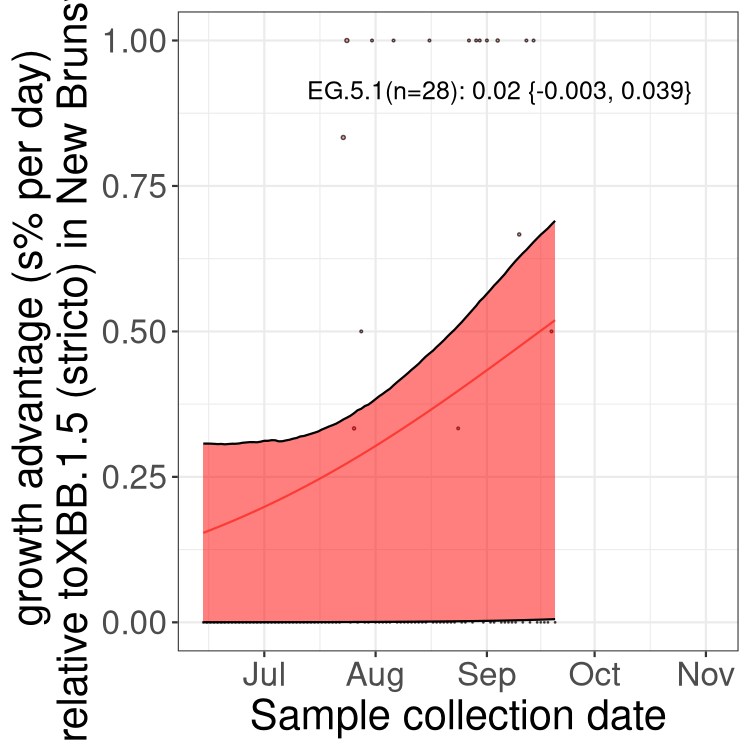 growth advantage (s% per day)
relative toXBB.1.5 (stricto) in New Bruns
1.00
0.75
0.50
0.25
0.00
EG.5.1(n=28): 0.02 {-0.003, 0.039}
Jul Aug Sep Oct Nov
Sample collection date